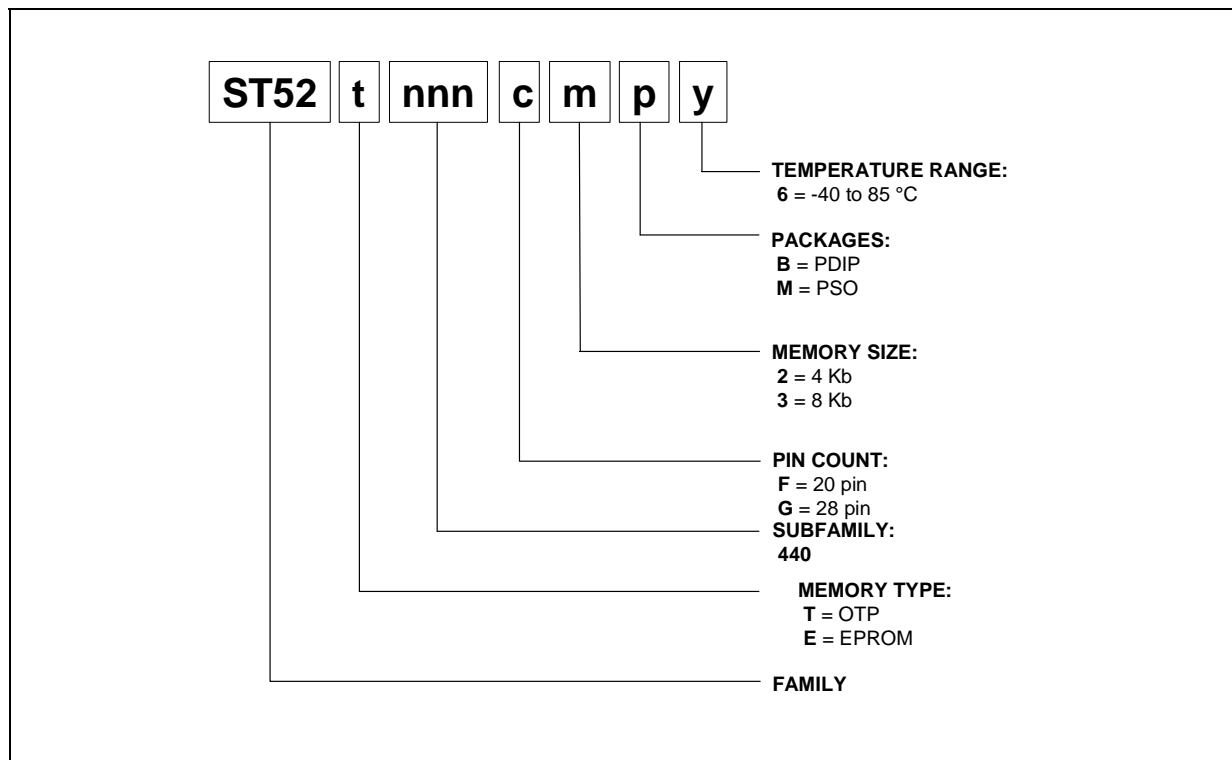 ST52 t nnn c m p y
TEMPERATURE RANGE:
6 = -40 to 85 °C
PACKAGES:
B = PDIP
M = PSO
MEMORY SIZE:
2 = 4 Kb
3 = 8 Kb
PIN COUNT:
F = 20 pin
G = 28 pin
SUBFAMILY:
440
MEMORY TYPE:
T = OTP
E = EPROM
FAMILY